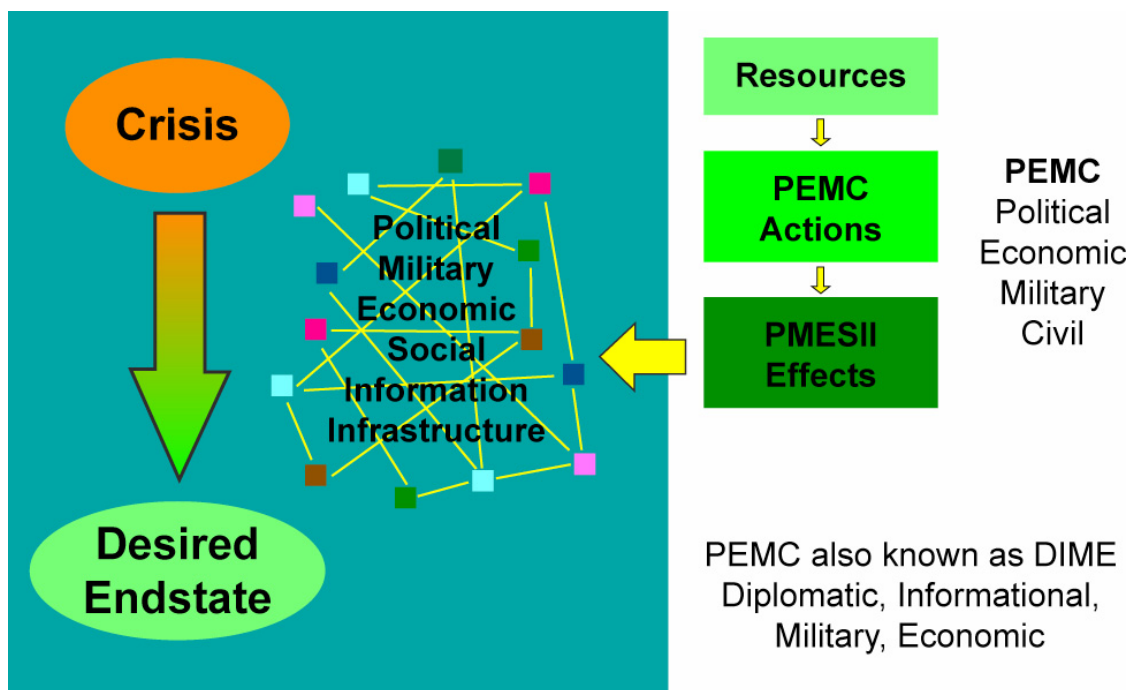 Crisis
Desired
Endstate
Political
Military
Economic
Social
Information
Infrastructure
Resources
PEMC
Actions
PMESII
Effects
PEMC
Political
Economic
Military
Civil
PEMC also known as DIME
Diplomatic, Informational,
Military, Economic